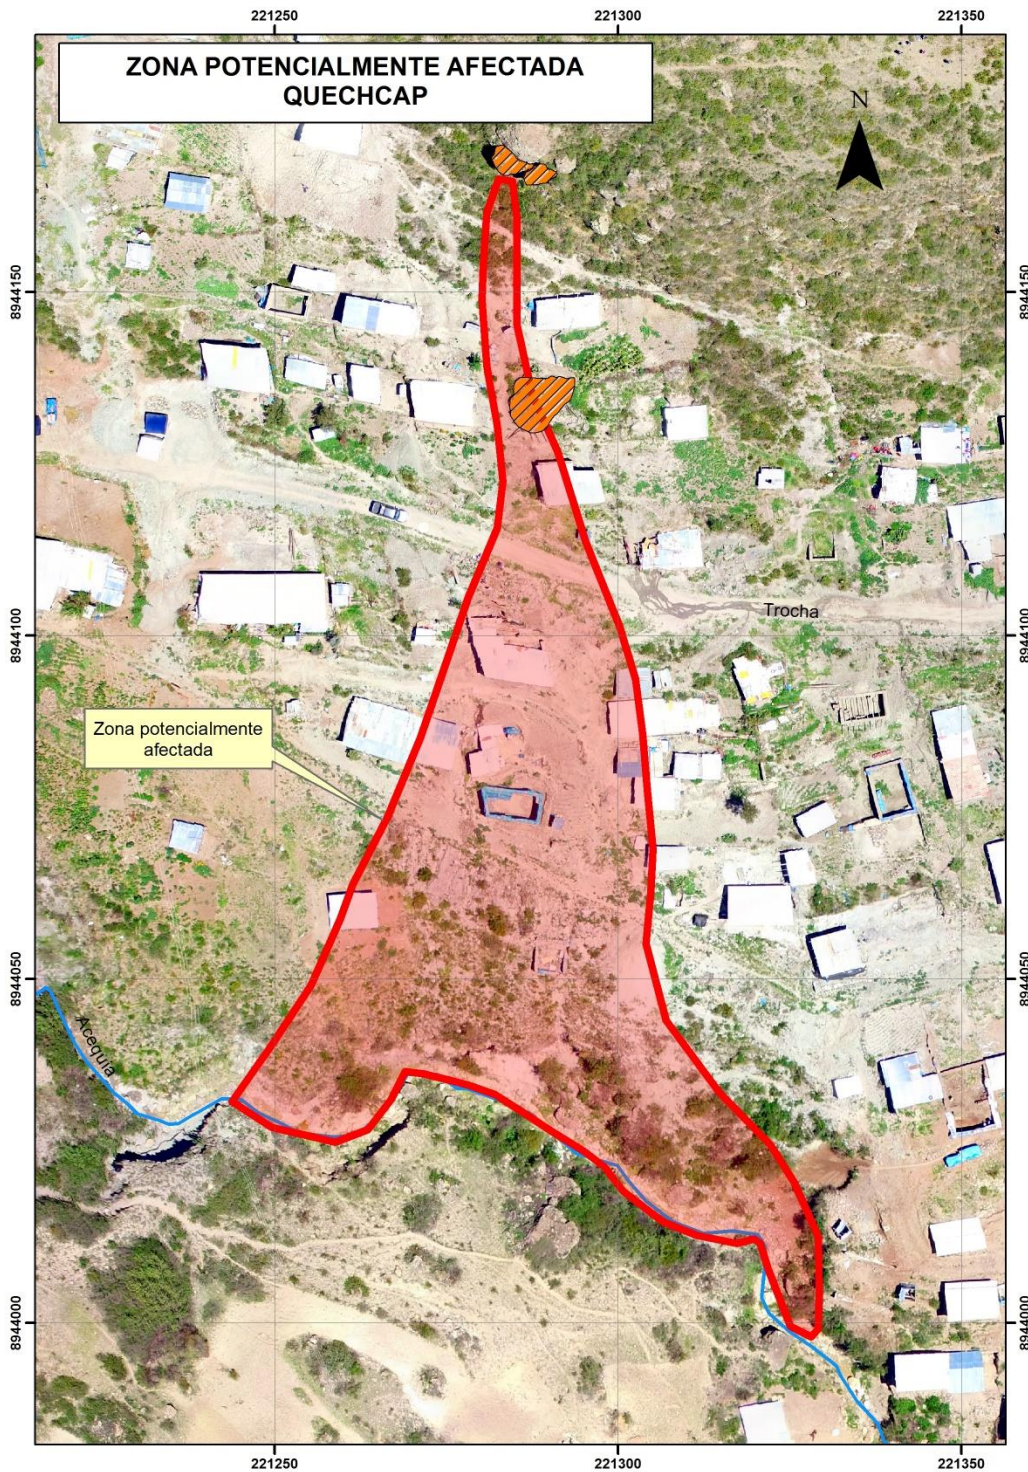 221250
221300
221350
ZONA POTENCIALMENTE AFECTADA
QUECHCAP
N
8944150
8944150
Trocha
8944100
8944100
Zona potencialmente
afectada
8944050
8944050
Acequia
8944000
8944000
221250
221300
221350